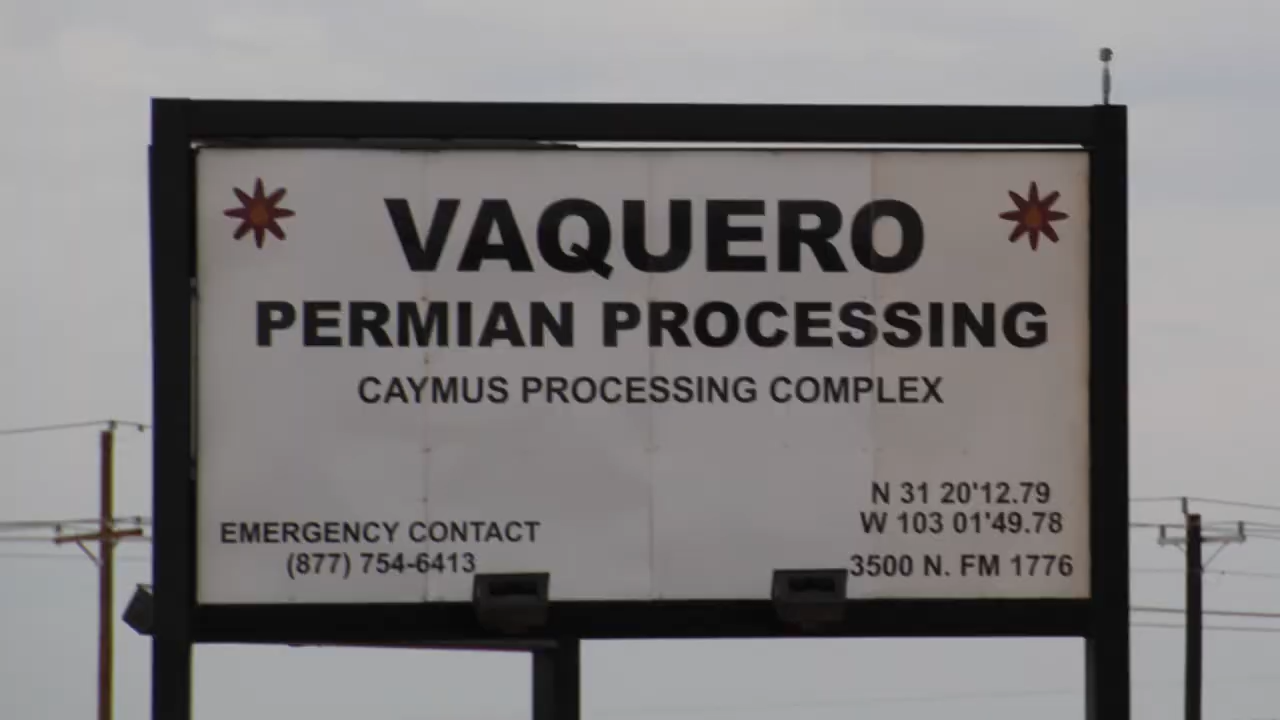 VAQUERO
PERMIAN PROCESSING
CAYMUS PROCESSING COMPLEX
EMERGENCY CONTACT
(877) 754-6413
N 31 20'12.79
W 103 01'49.78
3500 N. FM 1776